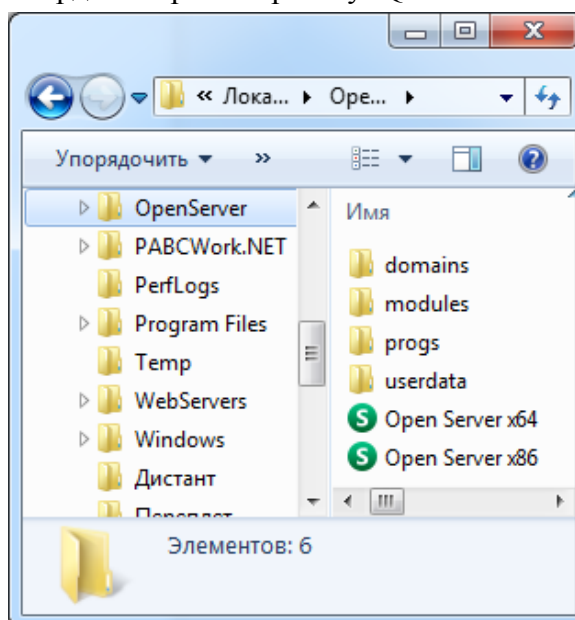 « Лока... ▸ Ope... ▸
Упорядочить »
OpenServer
PABCWork.NET
PerfLogs
Program Files
Temp
WebServers
Windows
Дистант
Имя
domains
modules
progs
userdata
Open Server x64
Open Server x86
Элементов: 6